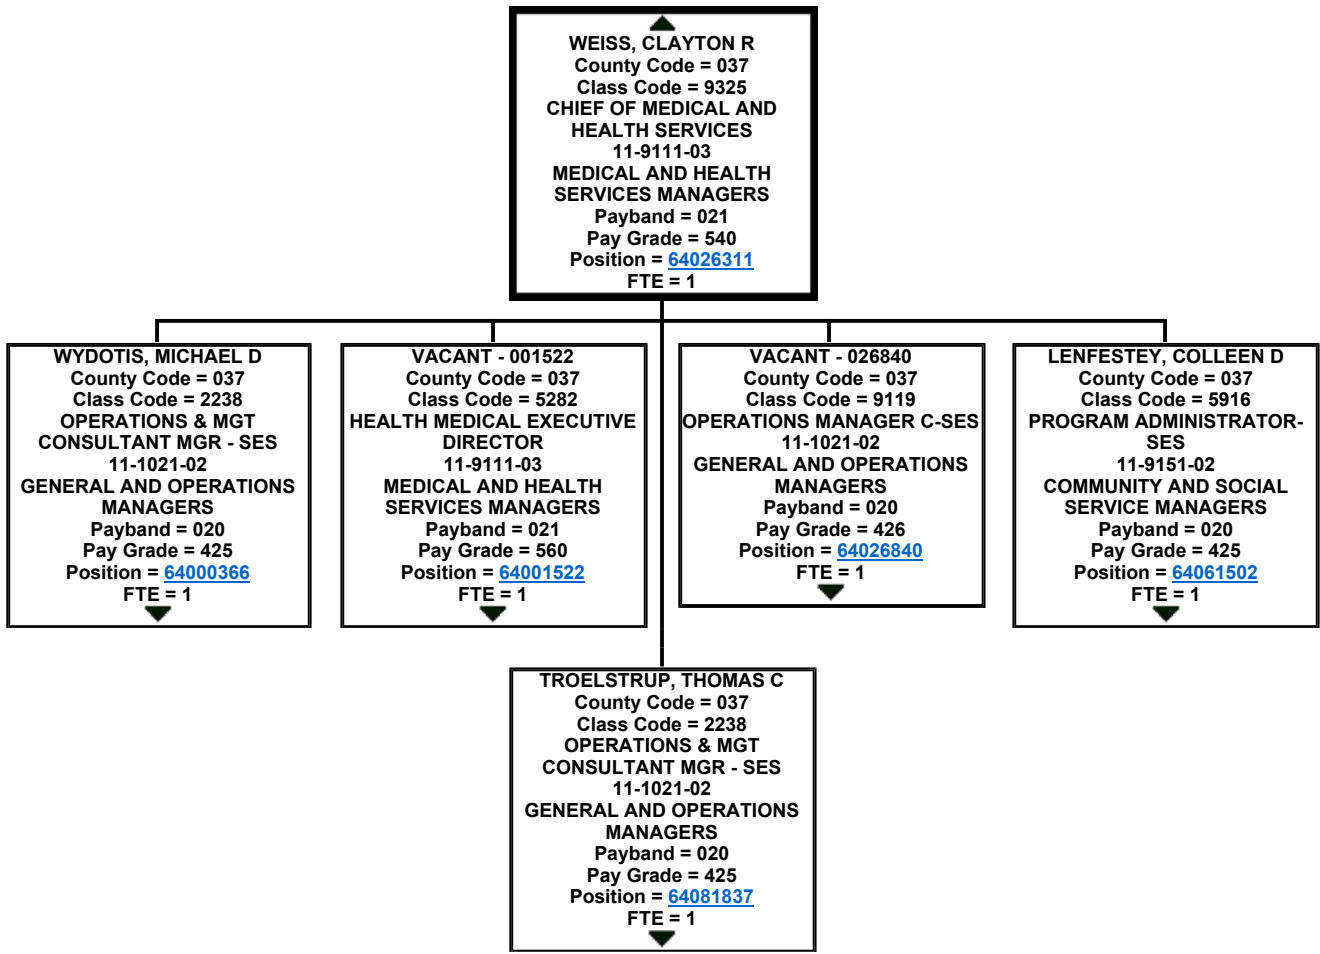 WEISS, CLAYTON R
County Code = 037
Class Code = 9325
CHIEF OF MEDICAL AND
HEALTH SERVICES
11-9111-03
MEDICAL AND HEALTH
SERVICES MANAGERS
Payband = 021
Pay Grade = 540
Position = 64026311
FTE = 1
WYDOTIS, MICHAEL D
County Code = 037
Class Code = 2238
OPERATIONS & MGT
CONSULTANT MGR - SES
11-1021-02
GENERAL AND OPERATIONS
MANAGERS
Payband = 020
Pay Grade = 425
Position = 64000366
FTE = 1
VACANT - 001522
County Code = 037
Class Code = 5282
HEALTH MEDICAL EXECUTIVE
DIRECTOR
11-9111-03
MEDICAL AND HEALTH
SERVICES MANAGERS
Payband = 021
Pay Grade = 560
Position = 64001522
FTE = 1
VACANT - 026840
County Code = 037
Class Code = 9119
OPERATIONS MANAGER C-SES
11-1021-02
GENERAL AND OPERATIONS
MANAGERS
Payband = 020
Pay Grade = 426
Position = 64026840
FTE = 1
LENFESTEY, COLLEEN D
County Code = 037
Class Code = 5916
PROGRAM ADMINISTRATOR-
SES
11-9151-02
COMMUNITY AND SOCIAL
SERVICE MANAGERS
Payband = 020
Pay Grade = 425
Position = 64061502
FTE = 1
TROELSTRUP, THOMAS C
County Code = 037
Class Code = 2238
OPERATIONS & MGT
CONSULTANT MGR - SES
11-1021-02
GENERAL AND OPERATIONS
MANAGERS
Payband = 020
Pay Grade = 425
Position = 64081837
FTE = 1